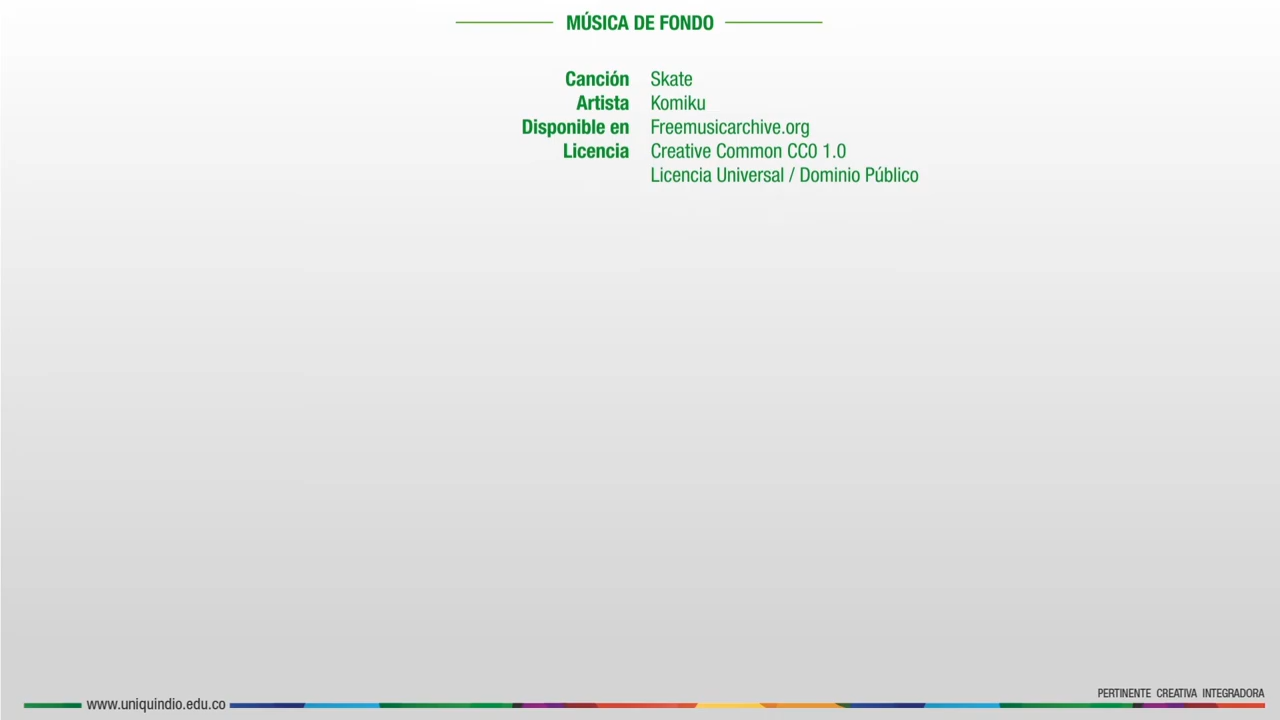 MÚSICA DE FONDO
Canción Skate
Artista Komiku
Disponible en Freemusicarchive.org
Licencia Creative Common CC0 1.0
Licencia Universal / Dominio Público
PERTINENTE CREATIVA INTEGRADORA
www.uniquindio.edu.co